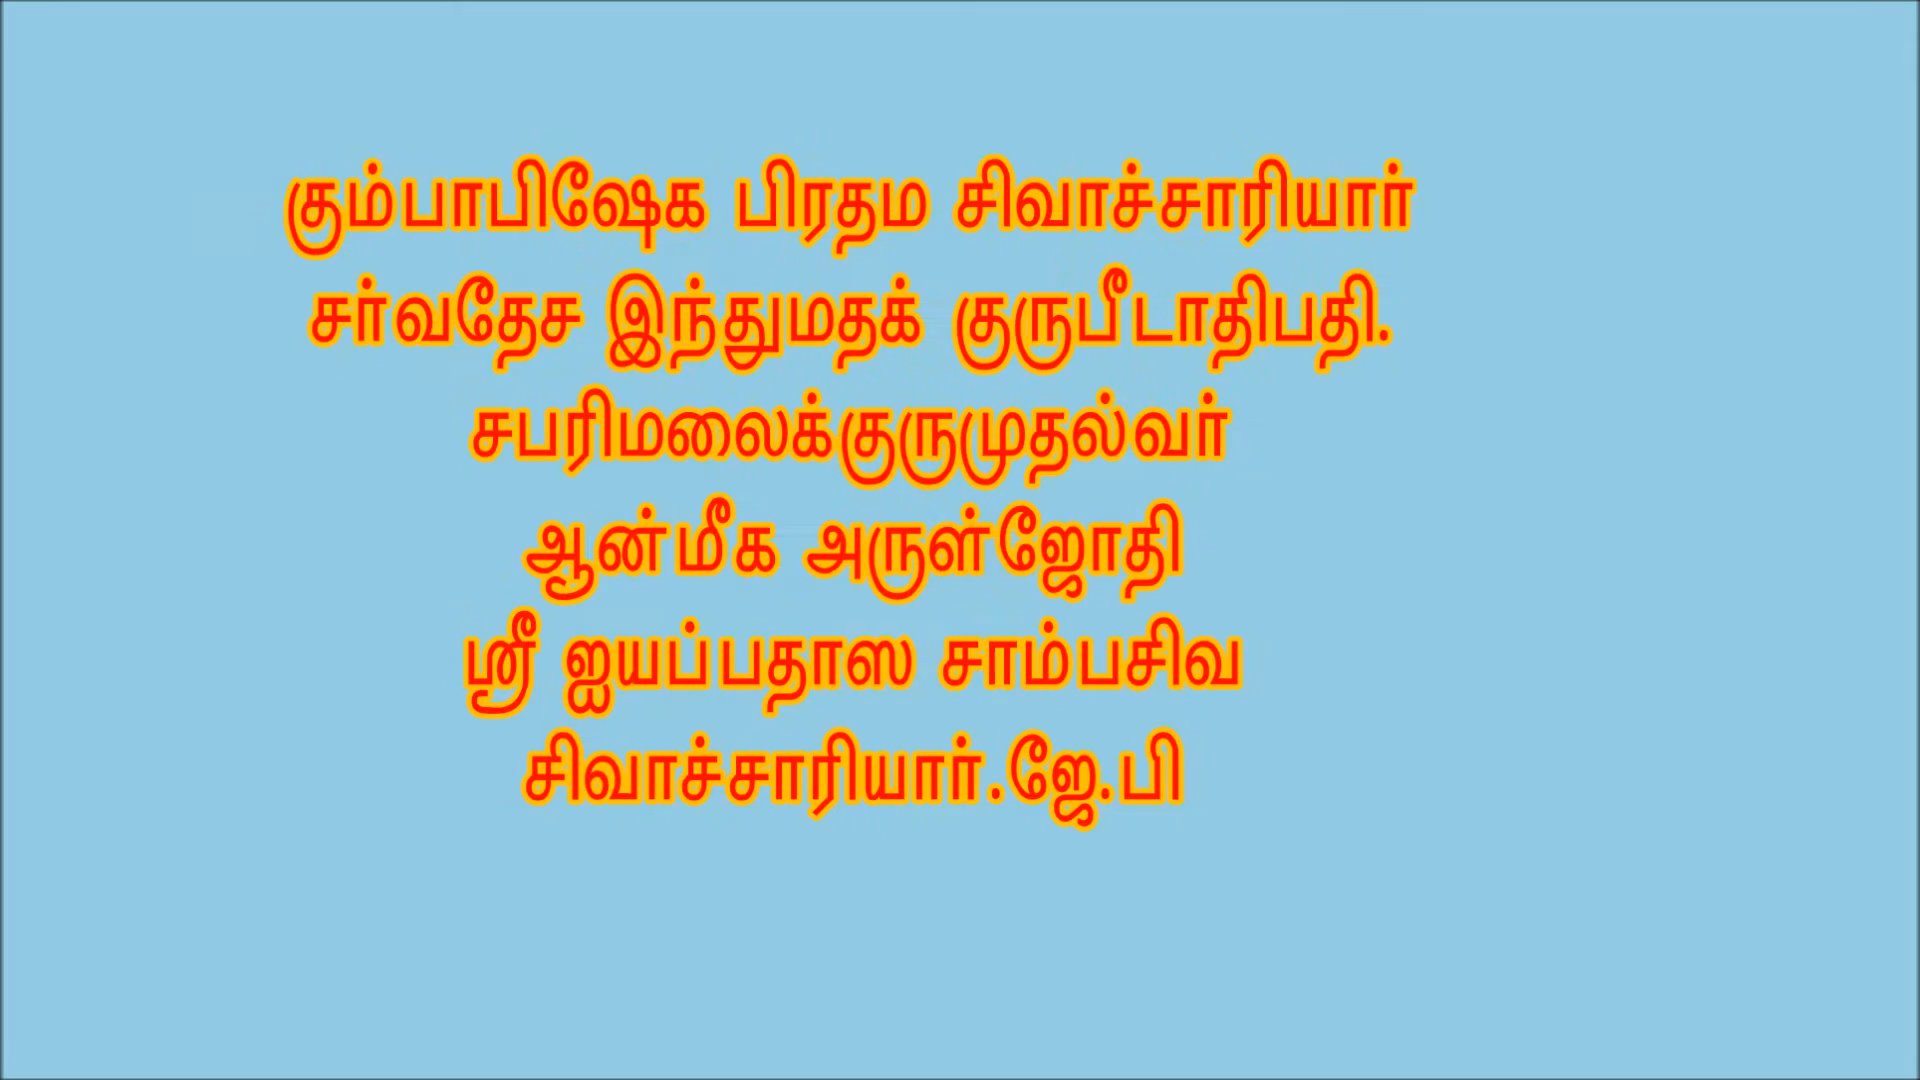 கும்பாபிஷேக பிரதம சிவாச்சாரியார்
சர்வதேச இந்துமதக் குருபீடாதிபதி.
சபரிமலைக்குருமுதல்வர்
ஆன்மீக அருள்ஜோதி
ஸ்ரீ ஐயப்பதாஸ சாம்பசிவ
சிவாச்சாரியார்.ஜே.பி